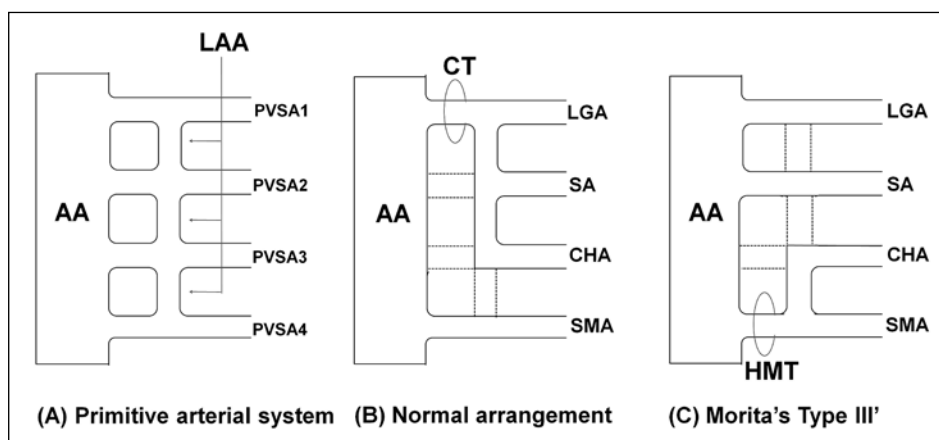 LAA
PVSA1
PVSA2
AA
PVSA3
PVSA4
(A) Primitive arterial system
CT
LGA
SA
AA
CHA
SMA
(B) Normal arrangement
LGA
SA
AA
CHA
SMA
HMT
(C) Morita's Type III'